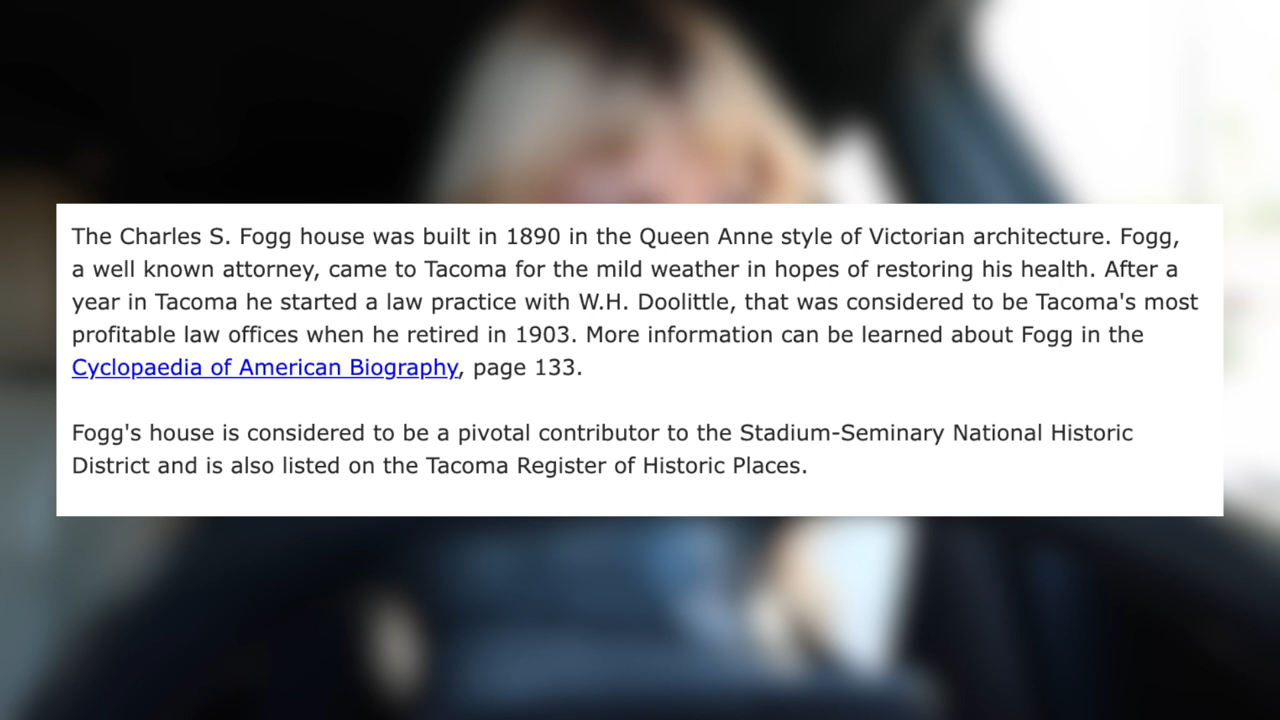 The Charles S. Fogg house was built in 1890 in the Queen Anne style of Victorian architecture. Fogg,
a well known attorney, came to Tacoma for the mild weather in hopes of restoring his health. After a
year in Tacoma he started a law practice with W.H. Doolittle, that was considered to be Tacoma's most
profitable law offices when he retired in 1903. More information can be learned about Fogg in the
Cyclopaedia of American Biography, page 133.
Fogg's house is considered to be a pivotal contributor to the Stadium-Seminary National Historic
District and is also listed on the Tacoma Register of Historic Places.